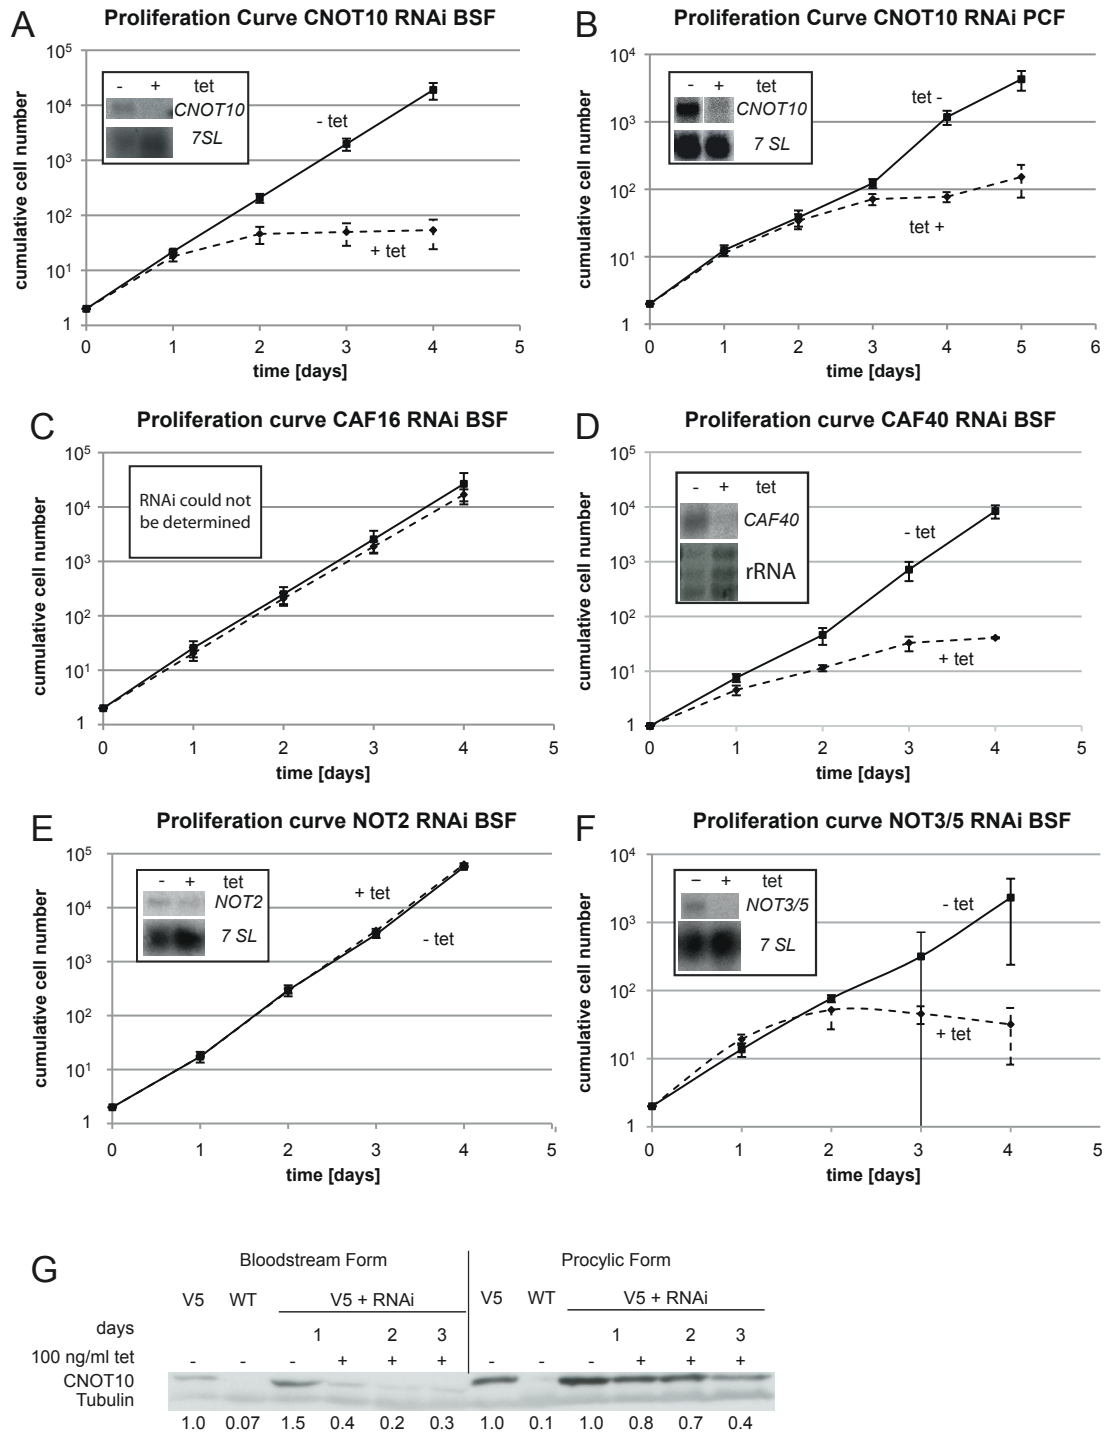 A
Proliferation Curve CNOT10 RNAi BSF
cumulative cell number
10⁵
10⁴
10³
10²
10¹
1
- + tet
CNOT10
7SL
- tet
+ tet
0 1 2 3 4 5
time [days]
B
Proliferation Curve CNOT10 RNAi PCF
cumulative cell number
10⁴
10³
10²
10¹
1
- + tet
CNOT10
7 SL
tet -
tet +
0 1 2 3 4 5 6
time [days]
C
Proliferation curve CAF16 RNAi BSF
cumulative cell number
10⁵
10⁴
10³
10²
10¹
1
RNAi could not
be determined
0 1 2 3 4 5
time [days]
D
Proliferation curve CAF40 RNAi BSF
cumulative cell number
10⁵
10⁴
10³
10²
10¹
1
- + tet
CAF40
rRNA
- tet
+ tet
0 1 2 3 4 5
time [days]
E
Proliferation curve NOT2 RNAi BSF
cumulative cell number
10⁵
10⁴
10³
10²
10¹
1
- + tet
NOT2
7 SL
+ tet
- tet
0 1 2 3 4 5
time [days]
F
Proliferation curve NOT3/5 RNAi BSF
cumulative cell number
10⁴
10³
10²
10¹
1
− + tet
NOT3/5
7 SL
- tet
+ tet
0 1 2 3 4 5
time [days]
G
Bloodstream Form Procylic Form
V5 WT V5 + RNAi V5 WT V5 + RNAi
days 1 2 3 1 2 3
100 ng/ml tet - - - + + + - - - + + +
CNOT10
Tubulin
1.0 0.07 1.5 0.4 0.2 0.3 1.0 0.1 1.0 0.8 0.7 0.4